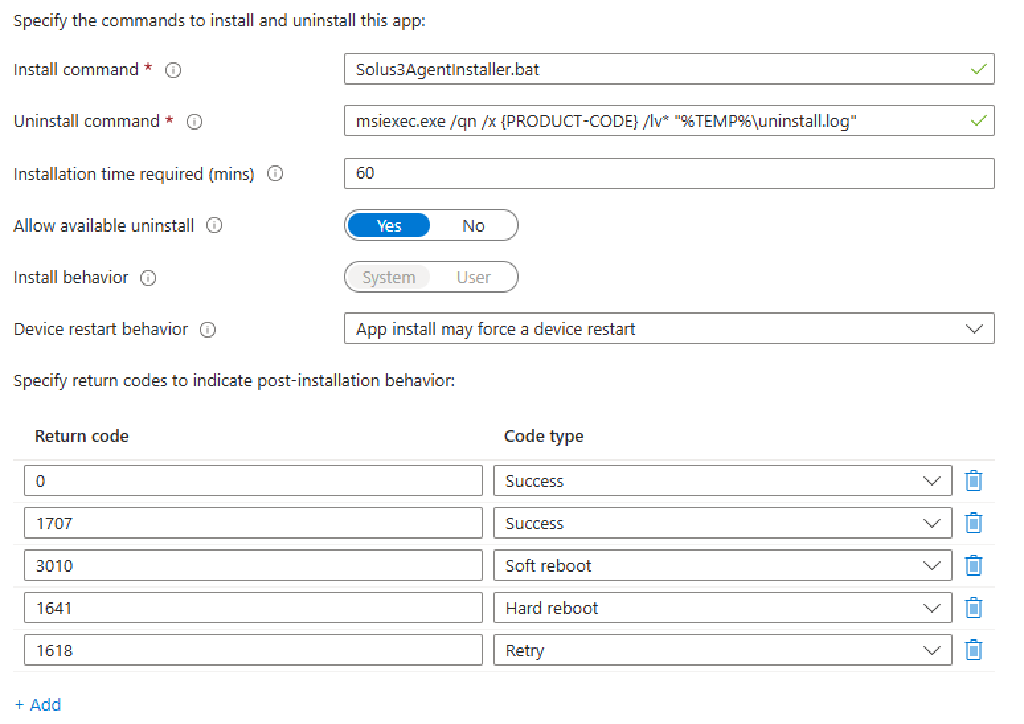 Specify the commands to install and uninstall this app:
Install command *
Solus3AgentInstaller.bat
Uninstall command *
msiexec.exe /qn /x {PRODUCT-CODE} /lv* "%TEMP%\uninstall.log"
Installation time required (mins)
60
Allow available uninstall
Yes No
Install behavior
System User
Device restart behavior
App install may force a device restart
Specify return codes to indicate post-installation behavior:
Return code Code type
0 Success
1707 Success
3010 Soft reboot
1641 Hard reboot
1618 Retry
+ Add